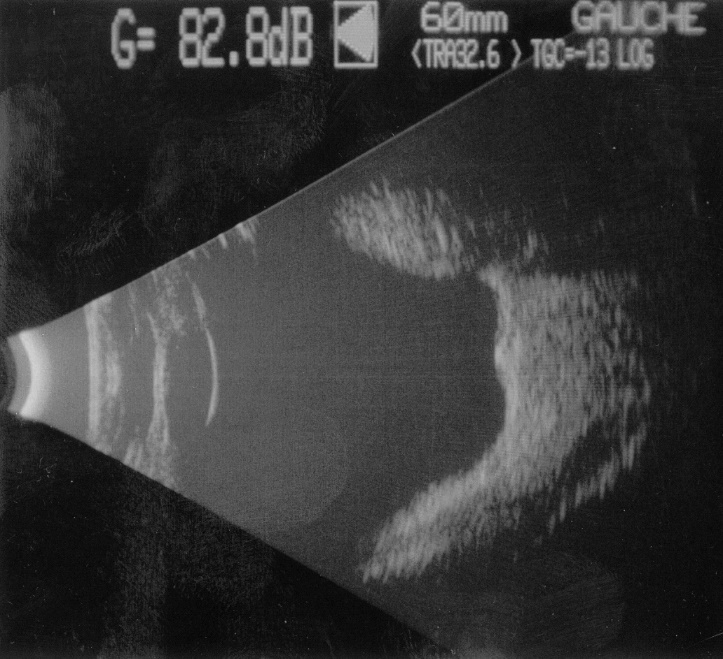 G= 82.8dB 60mm GAUCHE
<TRA32.6 > TGC=-13 LOG